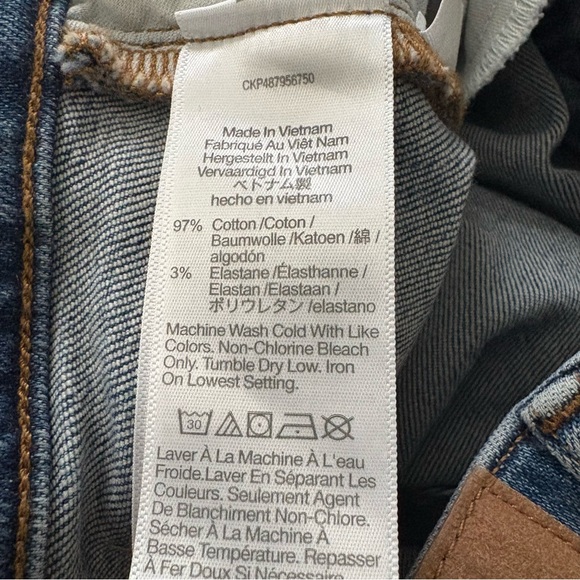 CKP487956750
Made In Vietnam
Fabriqué Au Viêt Nam
Hergestellt In Vietnam
Vervaardigd In Vietnam
ベトナム製
hecho en vietnam
97% Cotton /Coton /
Baumwolle /Katoen /綿 /
algodón
3% Elastane /Élasthanne /
Elastan /Elastaan /
ポリウレタン /elastano
Machine Wash Cold With Like
Colors. Non-Chlorine Bleach
Only. Tumble Dry Low. Iron
On Lowest Setting.
30
Laver À La Machine À L'eau
Froide.Laver En Séparant Les
Couleurs. Seulement Agent
De Blanchiment Non-Chlore.
Sécher À La Machine À
Basse Température. Repasser
À Fer Doux Si Nécessaire